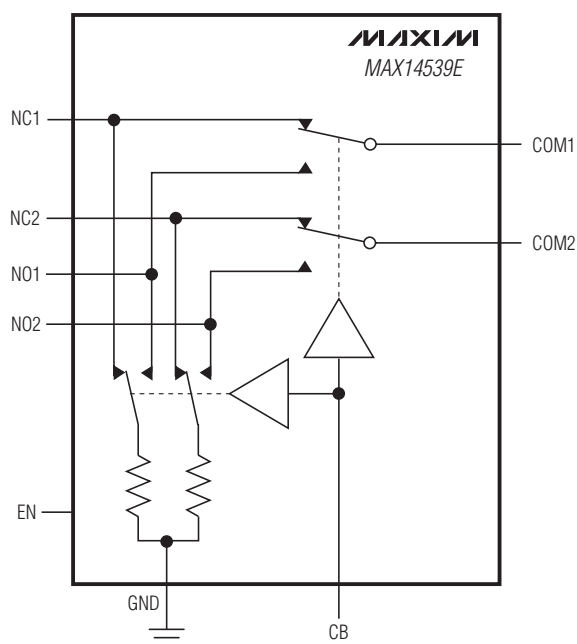 MAXIM
MAX14539E
NC1
COM1
NC2
COM2
NO1
NO2
EN
GND
CB